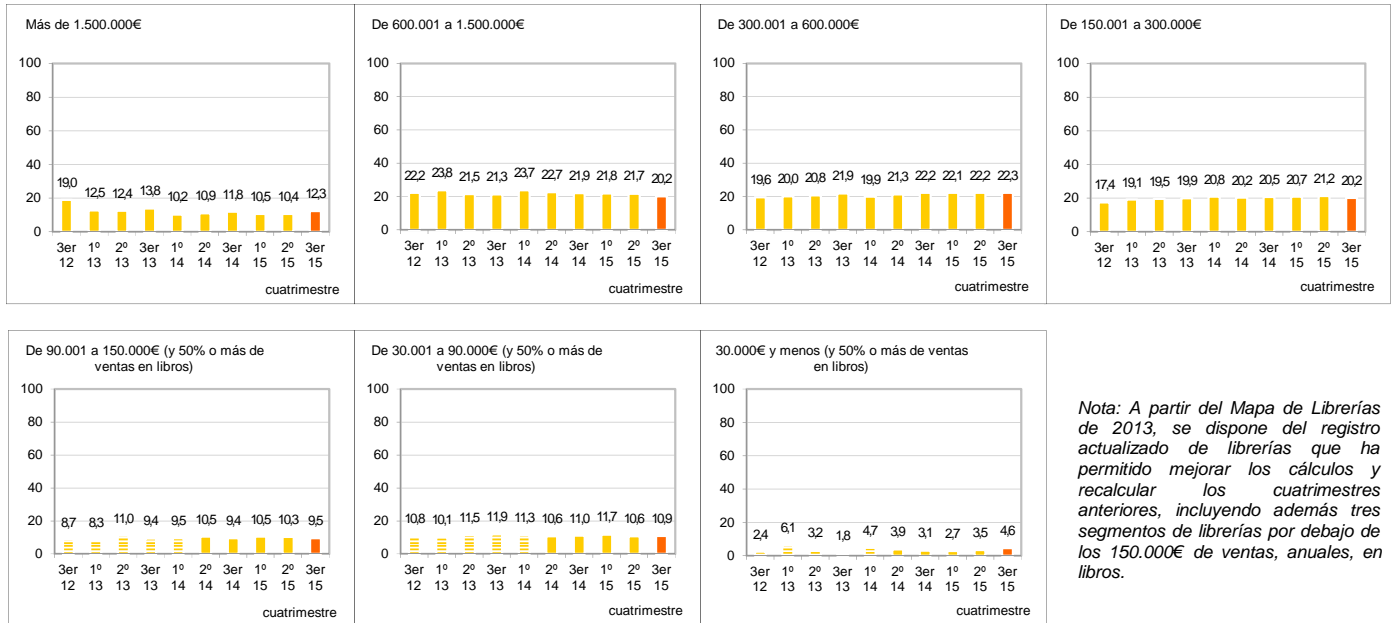 Más de 1.500.000€
100
80
60
40
20
0
19,0 12,5 12,4 13,8 10,2 10,9 11,8 10,5 10,4 12,3
3er 1º 2º 3er 1º 2º 3er 1º 2º 3er
12 13 13 13 14 14 14 15 15 15
cuatrimestre
De 600.001 a 1.500.000€
100
80
60
40
20
0
22,2 23,8 21,5 21,3 23,7 22,7 21,9 21,8 21,7 20,2
3er 1º 2º 3er 1º 2º 3er 1º 2º 3er
12 13 13 13 14 14 14 15 15 15
cuatrimestre
De 300.001 a 600.000€
100
80
60
40
20
0
19,6 20,0 20,8 21,9 19,9 21,3 22,2 22,1 22,2 22,3
3er 1º 2º 3er 1º 2º 3er 1º 2º 3er
12 13 13 13 14 14 14 15 15 15
cuatrimestre
De 150.001 a 300.000€
100
80
60
40
20
0
17,4 19,1 19,5 19,9 20,8 20,2 20,5 20,7 21,2 20,2
3er 1º 2º 3er 1º 2º 3er 1º 2º 3er
12 13 13 13 14 14 14 15 15 15
cuatrimestre
De 90.001 a 150.000€ (y 50% o más de
ventas en libros)
100
80
60
40
20
0
8,7 8,3 11,0 9,4 9,5 10,5 9,4 10,5 10,3 9,5
3er 1º 2º 3er 1º 2º 3er 1º 2º 3er
12 13 13 13 14 14 14 15 15 15
cuatrimestre
De 30.001 a 90.000€ (y 50% o más de
ventas en libros)
100
80
60
40
20
0
10,8 10,1 11,5 11,9 11,3 10,6 11,0 11,7 10,6 10,9
3er 1º 2º 3er 1º 2º 3er 1º 2º 3er
12 13 13 13 14 14 14 15 15 15
cuatrimestre
30.000€ y menos (y 50% o más de ventas
en libros)
100
80
60
40
20
0
2,4 6,1 3,2 1,8 4,7 3,9 3,1 2,7 3,5 4,6
3er 1º 2º 3er 1º 2º 3er 1º 2º 3er
12 13 13 13 14 14 14 15 15 15
cuatrimestre
Nota: A partir del Mapa de Librerías
de 2013, se dispone del registro
actualizado de librerías que ha
permitido mejorar los cálculos y
recalcular los cuatrimestres
anteriores, incluyendo además tres
segmentos de librerías por debajo de
los 150.000€ de ventas, anuales, en
libros.